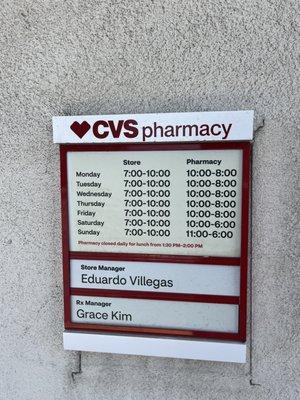 CVS pharmacy
Store Pharmacy
Monday 7:00-10:00 10:00-8:00
Tuesday 7:00-10:00 10:00-8:00
Wednesday 7:00-10:00 10:00-8:00
Thursday 7:00-10:00 10:00-8:00
Friday 7:00-10:00 10:00-8:00
Saturday 7:00-10:00 10:00-6:00
Sunday 7:00-10:00 11:00-6:00
Pharmacy closed daily for lunch from 1:30 PM-2:00 PM
Store Manager
Eduardo Villegas
Rx Manager
Grace Kim